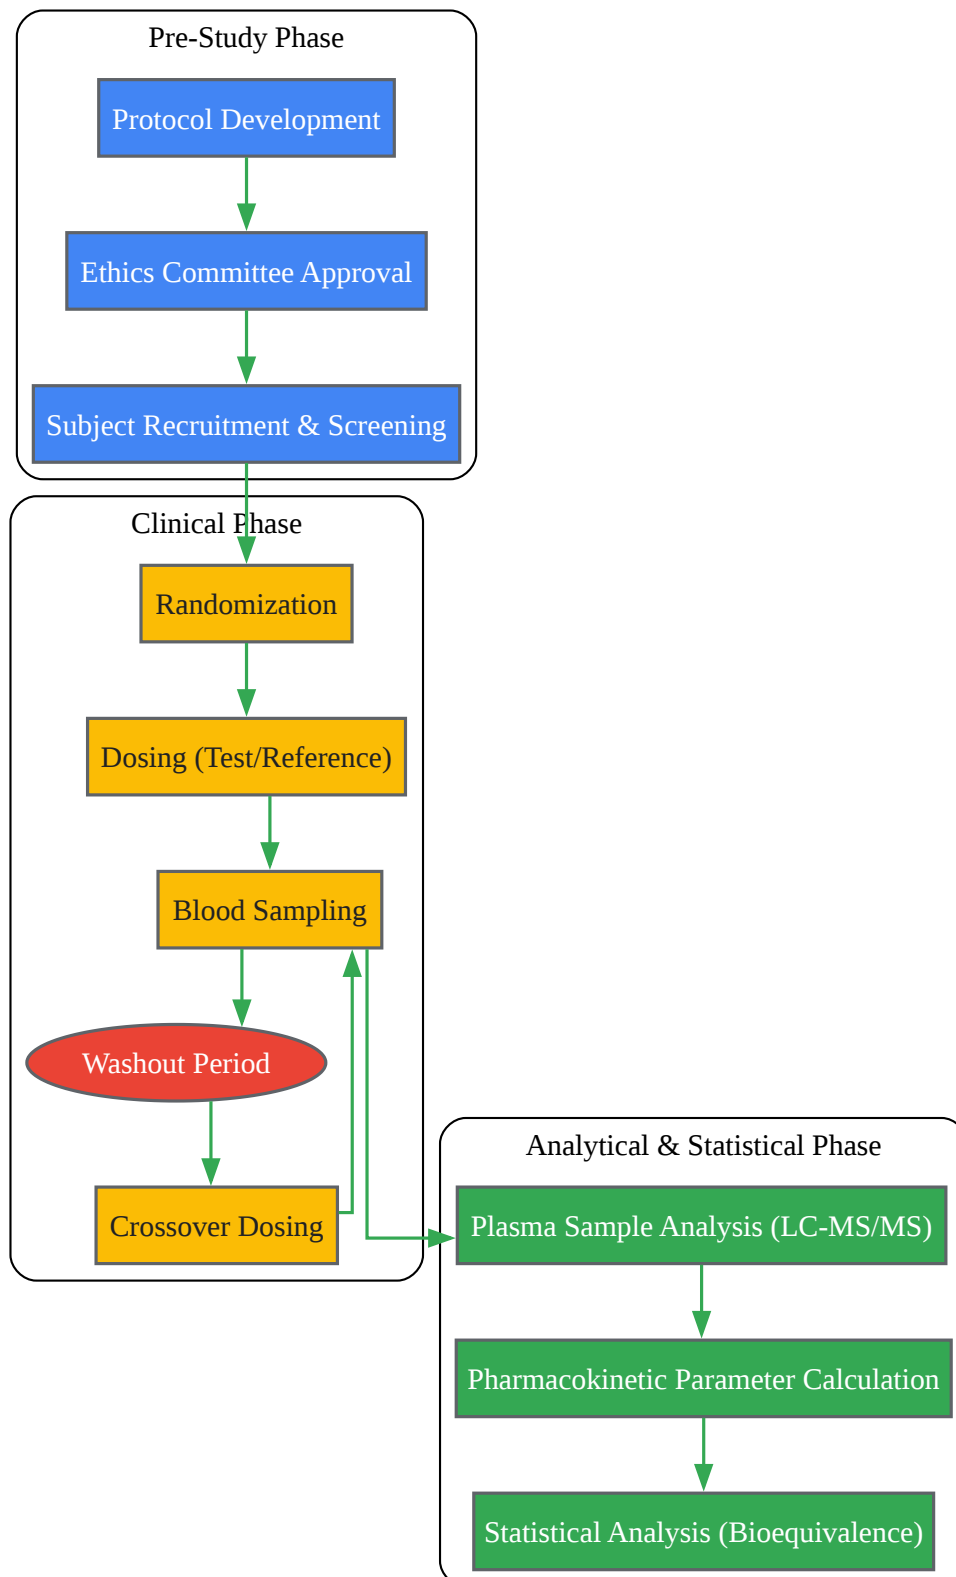 Pre-Study Phase
Protocol Development
Ethics Committee Approval
Subject Recruitment & Screening
Clinical Phase
Randomization
Dosing (Test/Reference)
Blood Sampling
Washout Period
Crossover Dosing
Analytical & Statistical Phase
Plasma Sample Analysis (LC-MS/MS)
Pharmacokinetic Parameter Calculation
Statistical Analysis (Bioequivalence)